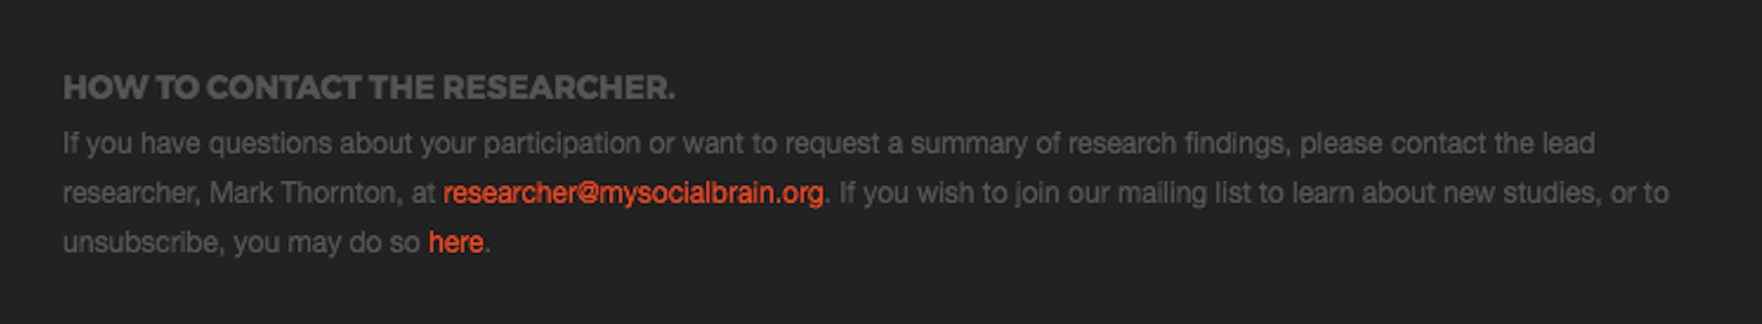 HOW TO CONTACT THE RESEARCHER.
If you have questions about your participation or want to request a summary of research findings, please contact the lead
researcher, Mark Thornton, at researcher@mysocialbrain.org. If you wish to join our mailing list to learn about new studies, or to
unsubscribe, you may do so here.